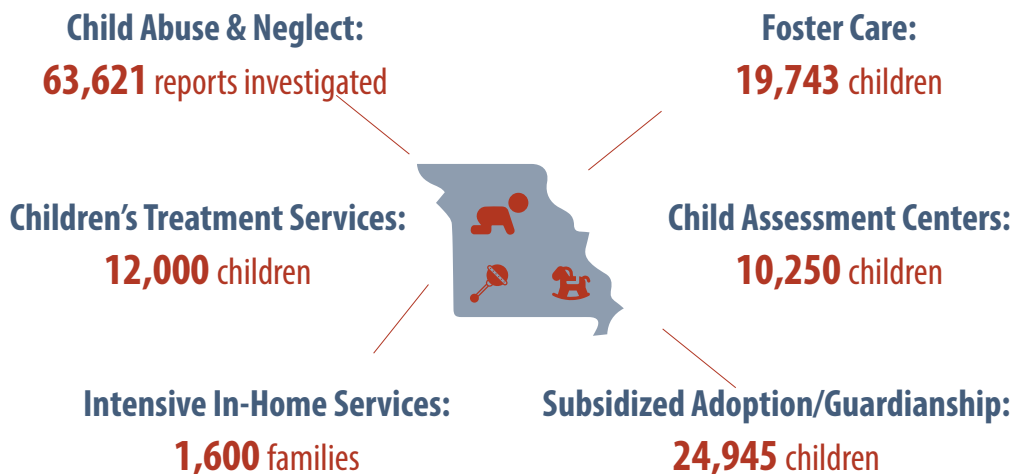 Child Abuse & Neglect:
63,621 reports investigated
Foster Care:
19,743 children
Children’s Treatment Services:
12,000 children
Child Assessment Centers:
10,250 children
Intensive In-Home Services:
1,600 families
Subsidized Adoption/Guardianship:
24,945 children